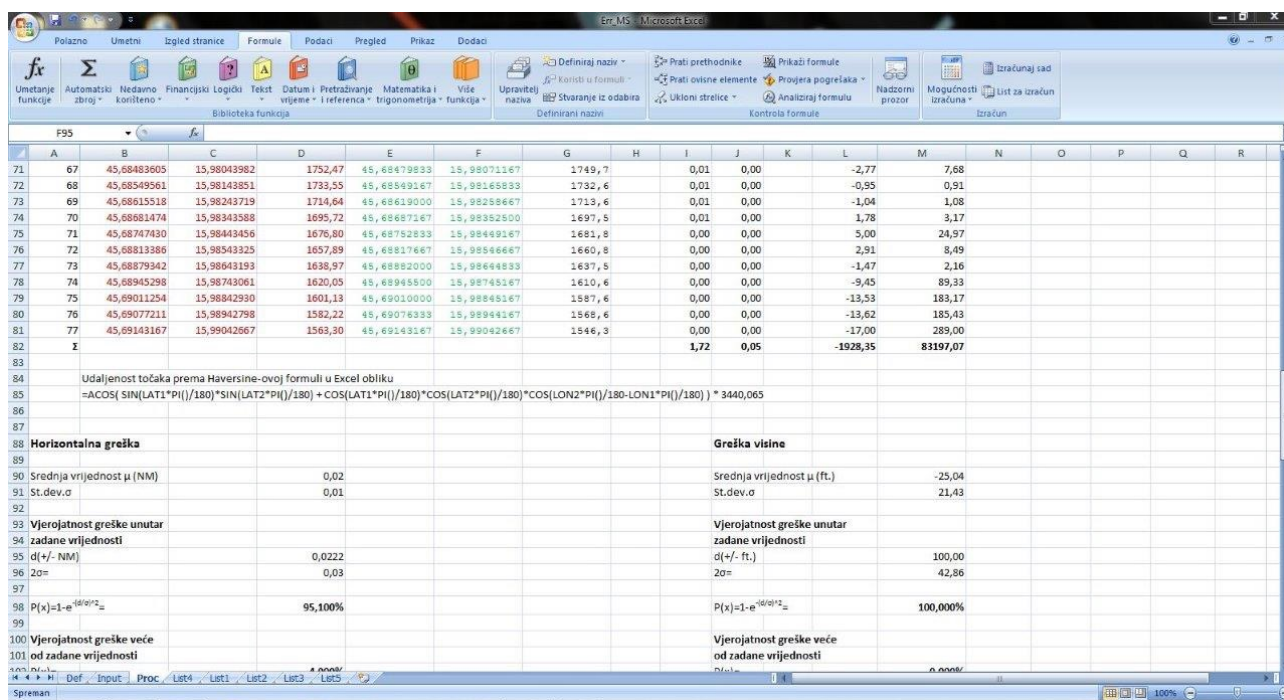 Err_MS - Microsoft Excel
Polazno Umetni Izgled stranice Formule Podaci Pregled Prikaz Dodaci
Umetanje funkcije
Automatski zbroj
Nedavno korišteno
Financijski
Logički
Tekst
Datum i vrijeme
Pretraživanje i referenca
Matematika i trigonometrija
Više funkcija
Biblioteka funkcija
Upravitelj naziva
Definiraj naziv
Koristi u formuli
Stvaranje iz odabira
Definirani nazivi
Prati prethodnike
Prati ovisne elemente
Ukloni strelice
Prikaži formule
Provjera pogrešaka
Analiziraj formulu
Kontrola formule
Nadzorni prozor
Mogućnosti izračuna
Izračunaj sad
List za izračun
Izračun
F95 fx
A B C D E F G H I J K L M N O P Q R
71 67 45,68483605 15,98043982 1752,47 45,68479833 15,98071167 1749,7 0,01 0,00 -2,77 7,68
72 68 45,68549561 15,98143851 1733,55 45,68549167 15,98165833 1732,6 0,01 0,00 -0,95 0,91
73 69 45,68615518 15,98243719 1714,64 45,68619000 15,98258667 1713,6 0,01 0,00 -1,04 1,08
74 70 45,68681474 15,98343588 1695,72 45,68687167 15,98352500 1697,5 0,01 0,00 1,78 3,17
75 71 45,68747430 15,98443456 1676,80 45,68752833 15,98449167 1681,8 0,00 0,00 5,00 24,97
76 72 45,68813386 15,98543325 1657,89 45,68817667 15,98546667 1660,8 0,00 0,00 2,91 8,49
77 73 45,68879342 15,98643193 1638,97 45,68882000 15,98644833 1637,5 0,00 0,00 -1,47 2,16
78 74 45,68945298 15,98743061 1620,05 45,68945500 15,98745167 1610,6 0,00 0,00 -9,45 89,33
79 75 45,69011254 15,98842930 1601,13 45,69010000 15,98845167 1587,6 0,00 0,00 -13,53 183,17
80 76 45,69077211 15,98942798 1582,22 45,69076333 15,98944167 1568,6 0,00 0,00 -13,62 185,43
81 77 45,69143167 15,99042667 1563,30 45,69143167 15,99042667 1546,3 0,00 0,00 -17,00 289,00
82 Σ 1,72 0,05 -1928,35 83197,07
83
84 Udaljenost točaka prema Haversine-ovoj formuli u Excel obliku
85 =ACOS( SIN(LAT1*PI()/180)*SIN(LAT2*PI()/180) + COS(LAT1*PI()/180)*COS(LAT2*PI()/180)*COS(LON2*PI()/180-LON1*PI()/180) ) * 3440,065
86
87
88 Horizontalna greška Greška visine
89
90 Srednja vrijednost μ (NM) 0,02 Srednja vrijednost μ (ft.) -25,04
91 St.dev.σ 0,01 St.dev.σ 21,43
92
93 Vjerojatnost greške unutar Vjerojatnost greške unutar
94 zadane vrijednosti zadane vrijednosti
95 d(+/- NM) 0,0222 d(+/- ft.) 100,00
96 2σ= 0,03 2σ= 42,86
97
98 P(x)=1-e^-(d/σ)^2= 95,100% P(x)=1-e^-(d/σ)^2= 100,000%
99
100 Vjerojatnost greške veće Vjerojatnost greške veće
101 od zadane vrijednosti od zadane vrijednosti
Def Input Proc List4 List1 List2 List3 List5
Spreman 100%